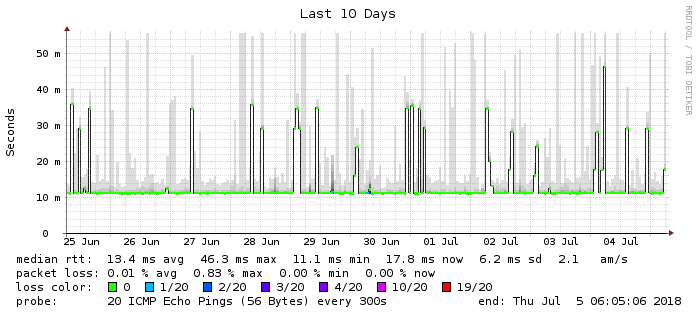 Last 10 Days
RRDTOOL / TOBI OETIKER
Seconds
50 m
40 m
30 m
20 m
10 m
0
25 Jun 26 Jun 27 Jun 28 Jun 29 Jun 30 Jun 01 Jul 02 Jul 03 Jul 04 Jul
median rtt: 13.4 ms avg 46.3 ms max 11.1 ms min 17.8 ms now 6.2 ms sd 2.1 am/s
packet loss: 0.01 % avg 0.83 % max 0.00 % min 0.00 % now
loss color: 0 1/20 2/20 3/20 4/20 10/20 19/20
probe: 20 ICMP Echo Pings (56 Bytes) every 300s end: Thu Jul 5 06:05:06 2018